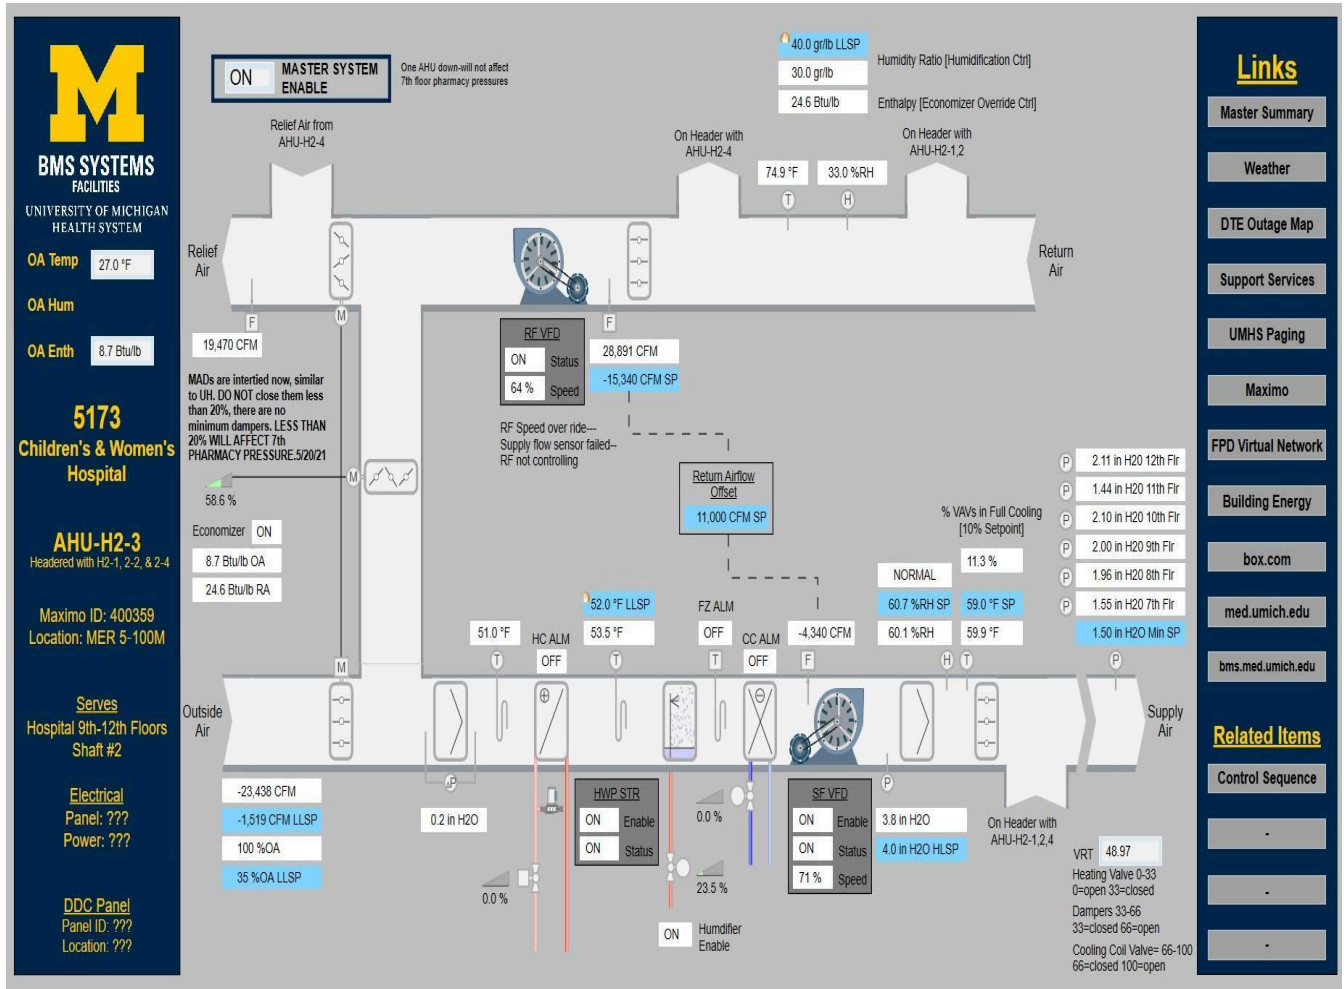 M
BMS SYSTEMS
FACILITIES
UNIVERSITY OF MICHIGAN
HEALTH SYSTEM
OA Temp 27.0 °F
OA Hum
OA Enth 8.7 Btu/lb
5173
Children's & Women's
Hospital
AHU-H2-3
Headered with H2-1, 2-2, & 2-4
Maximo ID: 400359
Location: MER 5-100M
Serves
Hospital 9th-12th Floors
Shaft #2
Electrical
Panel: ???
Power: ???
DDC Panel
Panel ID: ???
Location: ???
ON MASTER SYSTEM
ENABLE
One AHU down-will not affect
7th floor pharmacy pressures
40.0 gr/lb LLSP
30.0 gr/lb
Humidity Ratio [Humidification Ctrl]
24.6 Btu/lb Enthalpy [Economizer Override Ctrl]
Relief Air from
AHU-H2-4
On Header with
AHU-H2-4
On Header with
AHU-H2-1,2
74.9 °F 33.0 %RH
T H
Relief
Air
Return
Air
F M F
19,470 CFM
RF VFD
ON Status
64 % Speed
28,891 CFM
-15,340 CFM SP
MADs are intertied now, similar
to UH. DO NOT close them less
than 20%, there are no
minimum dampers. LESS THAN
20% WILL AFFECT 7th
PHARMACY PRESSURE.5/20/21
RF Speed over ride---
Supply flow sensor failed--
RF not controlling
M
58.6 %
Return Airflow
Offset
11,000 CFM SP
Economizer ON
8.7 Btu/lb OA
24.6 Btu/lb RA
% VAVs in Full Cooling
[10% Setpoint]
11.3 %
P 2.11 in H20 12th Flr
P 1.44 in H20 11th Flr
P 2.10 in H20 10th Flr
P 2.00 in H20 9th Flr
P 1.96 in H20 8th Flr
P 1.55 in H20 7th Flr
1.50 in H2O Min SP
P
NORMAL
60.7 %RH SP 59.0 °F SP
60.1 %RH 59.9 °F
H T
51.0 °F
T
HC ALM
OFF
52.0 °F LLSP
53.5 °F
T
FZ ALM
OFF
T
CC ALM
OFF
-4,340 CFM
F
M
Outside
Air
Supply
Air
-23,438 CFM
-1,519 CFM LLSP
100 %OA
35 %OA LLSP
P
0.2 in H2O
0.0 %
HWP STR
ON Enable
ON Status
0.0 %
23.5 %
ON Humdifier
Enable
SF VFD
ON Enable
ON Status
71 % Speed
P
3.8 in H2O
4.0 in H2O HLSP
On Header with
AHU-H2-1,2,4
VRT 48.97
Heating Valve 0-33
0=open 33=closed
Dampers 33-66
33=closed 66=open
Cooling Coil Valve= 66-100
66=closed 100=open
Links
Master Summary
Weather
DTE Outage Map
Support Services
UMHS Paging
Maximo
FPD Virtual Network
Building Energy
box.com
med.umich.edu
bms.med.umich.edu
Related Items
Control Sequence
-
-
-